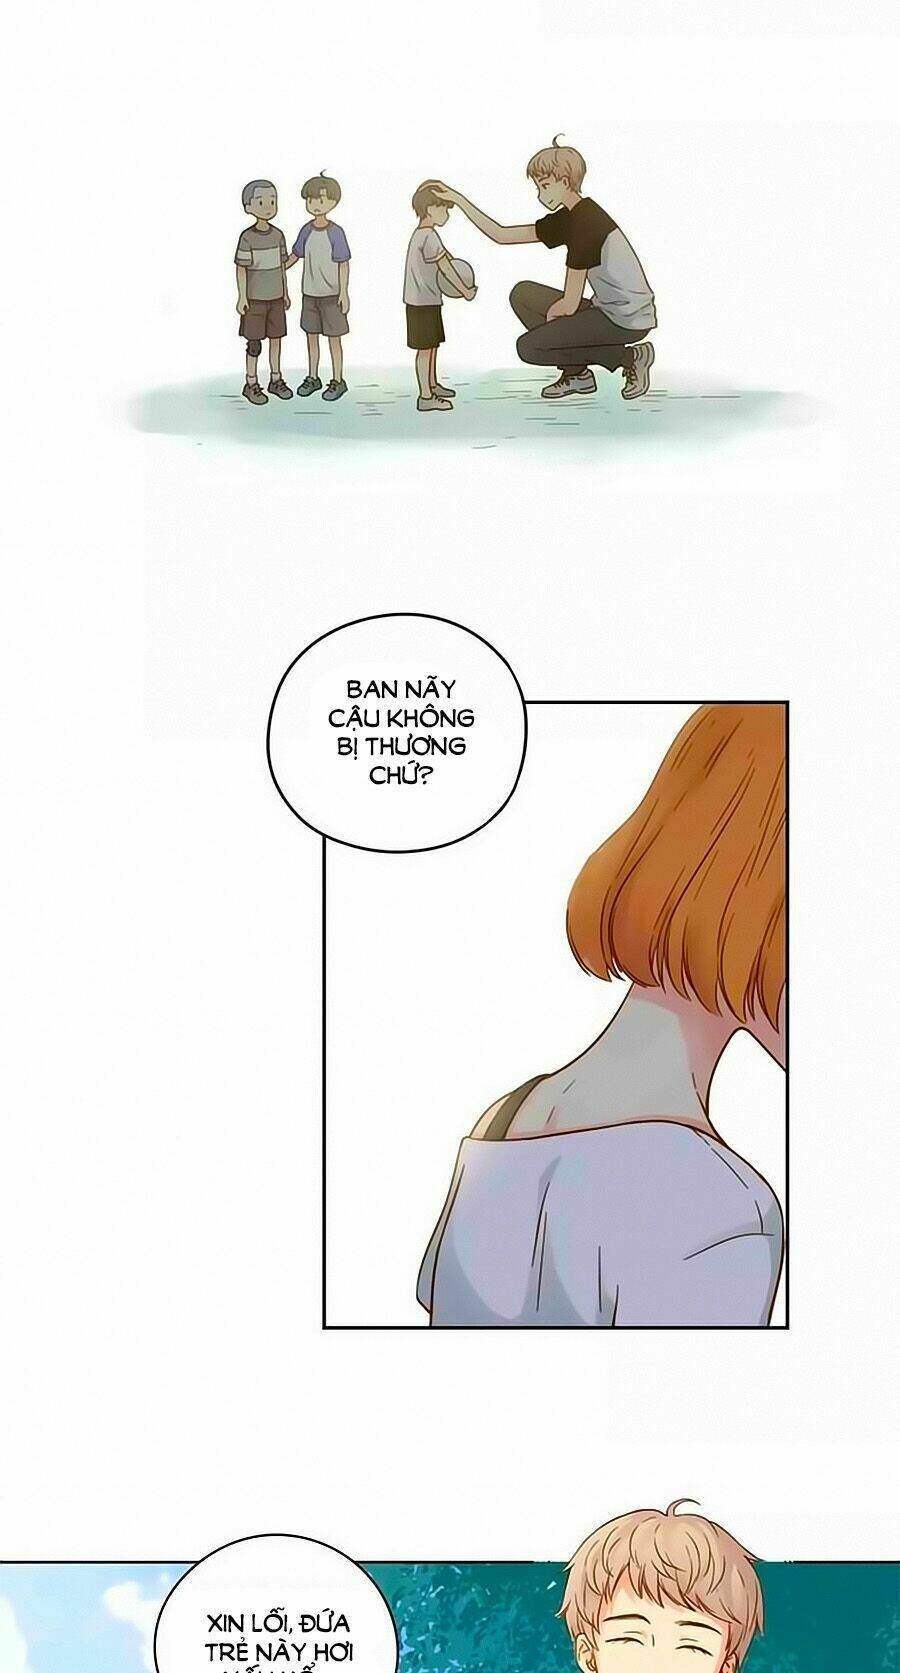 BAN NÃY
CẬU KHÔNG
BỊ THƯƠNG
CHỨ?
XIN LỖI, ĐỨA
TRẺ NÀY HƠI